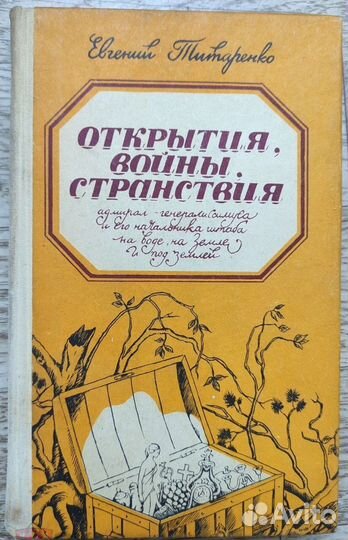 Евгений Титаренко
ОТКРЫТИЯ,
ВОЙНЫ,
СТРАНСТВИЯ
адмирал-генералиссимуса
и его начальника штаба
на воде, на земле
и под землей
Avito